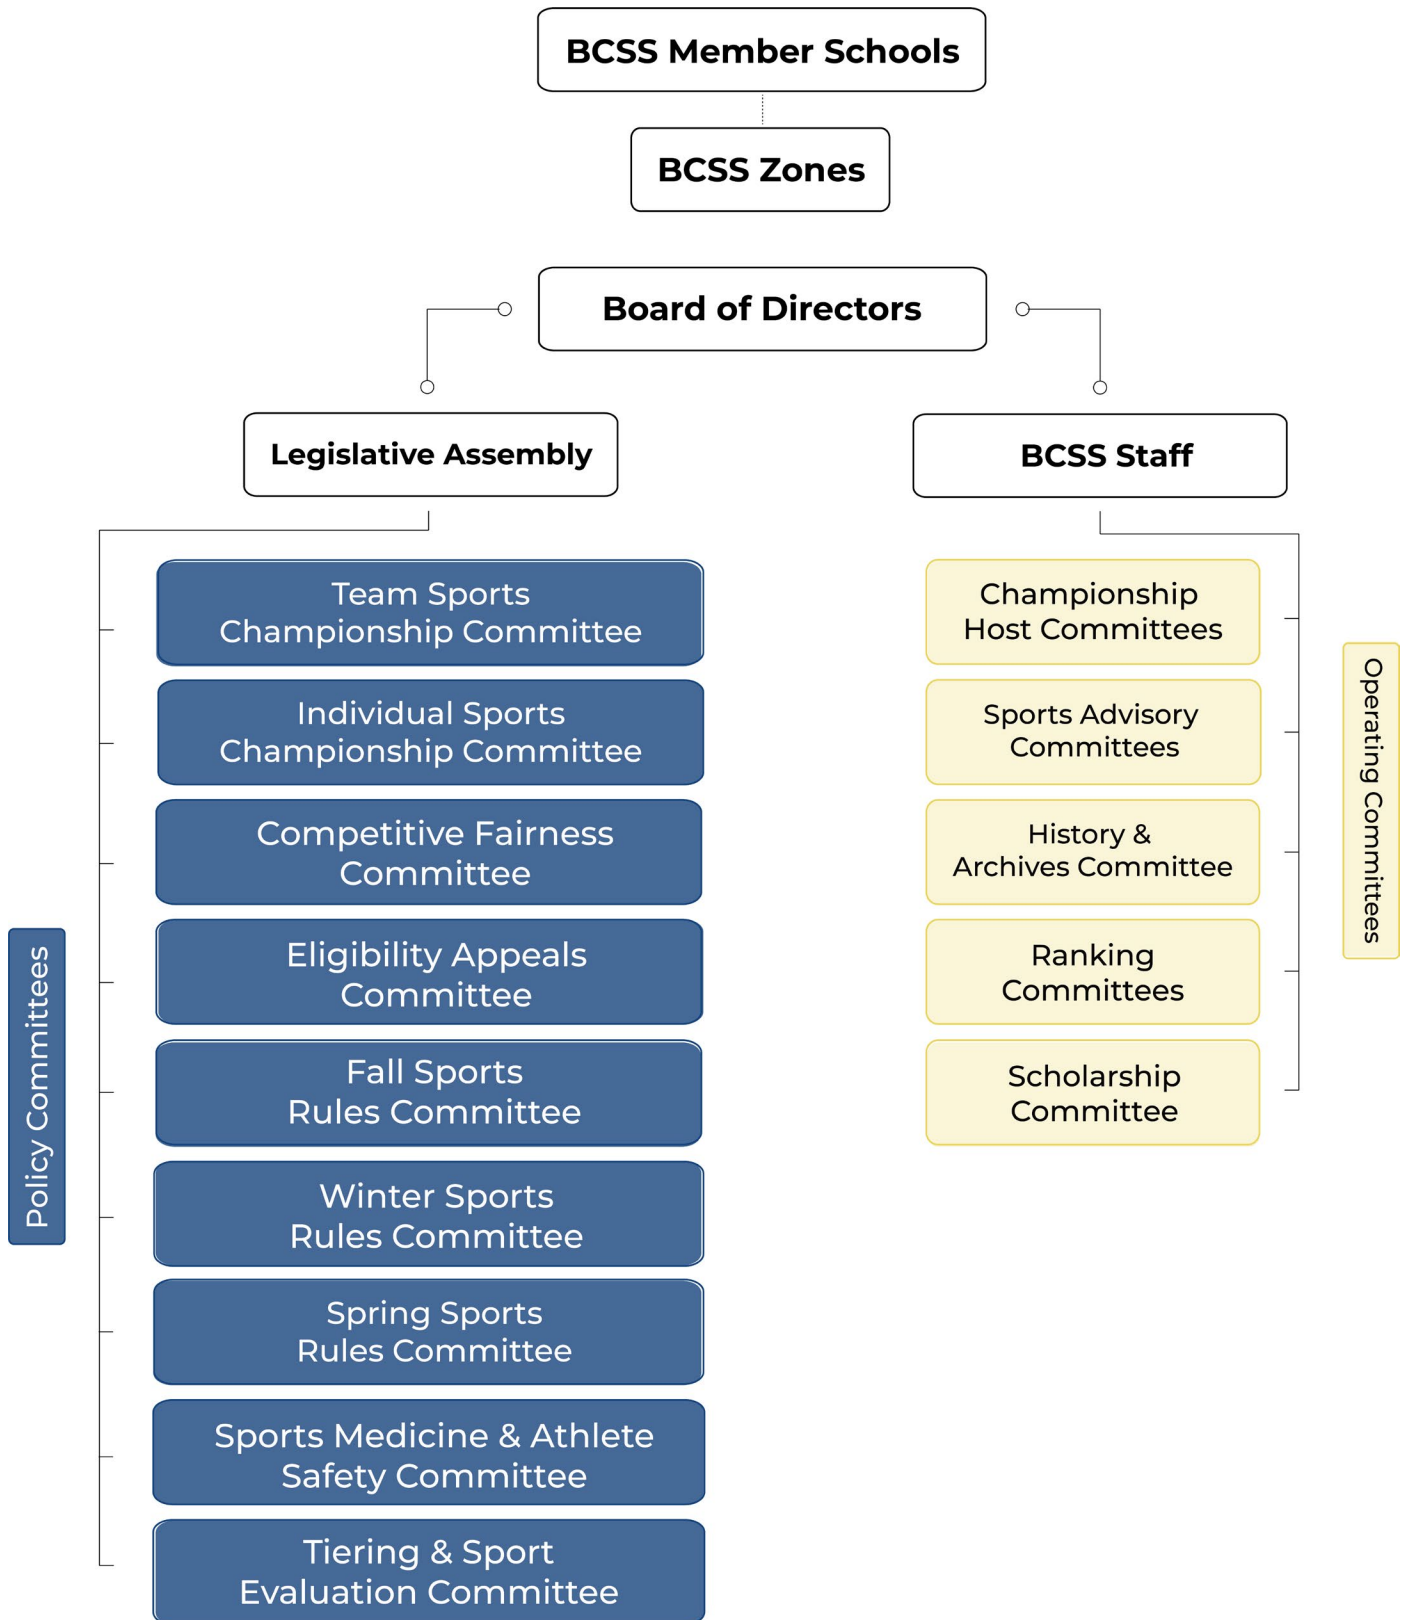 BCSS Member Schools
BCSS Zones
Board of Directors
Legislative Assembly
BCSS Staff
Policy Committees
Team Sports
Championship Committee
Individual Sports
Championship Committee
Competitive Fairness
Committee
Eligibility Appeals
Committee
Fall Sports
Rules Committee
Winter Sports
Rules Committee
Spring Sports
Rules Committee
Sports Medicine & Athlete
Safety Committee
Tiering & Sport
Evaluation Committee
Championship
Host Committees
Sports Advisory
Committees
History &
Archives Committee
Ranking
Committees
Scholarship
Committee
Operating Committees